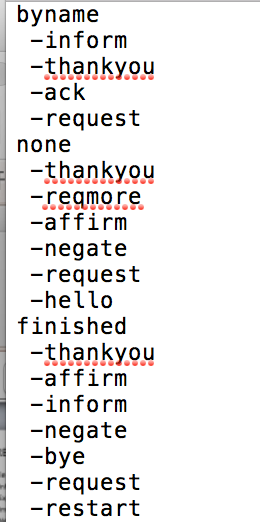 byname
-inform
-thankyou
-ack
-request
none
-thankyou
-reqmore
-affirm
-negate
-request
-hello
finished
-thankyou
-affirm
-inform
-negate
-bye
-request
-restart